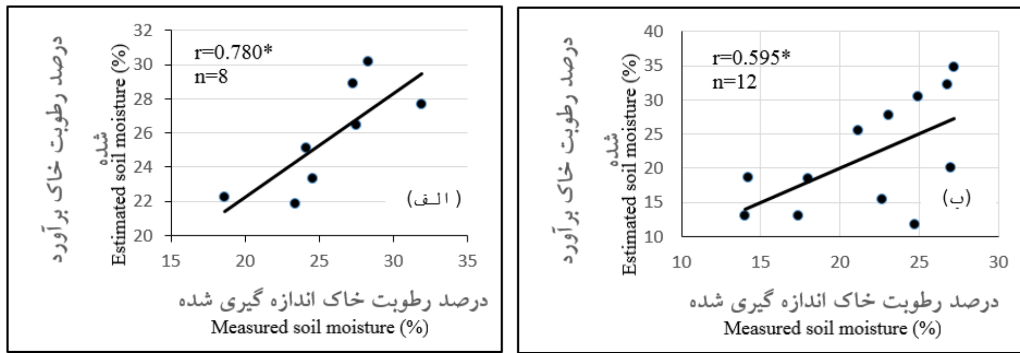 درصد رطوبت خاک برآورد
شده
Estimated soil moisture (%)
32
30
28
26
24
22
20
r=0.780*
n=8
(الف)
15
20
25
30
35
درصد رطوبت خاک اندازه گیری شده
Measured soil moisture (%)
درصد رطوبت خاک برآورد
شده
Estimated soil moisture (%)
40
35
30
25
20
15
10
r=0.595*
n=12
(ب)
10
15
20
25
30
درصد رطوبت خاک اندازه گیری شده
Measured soil moisture (%)